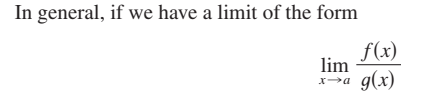 In general, if we have a limit of the form
lim x→a f(x)/g(x)